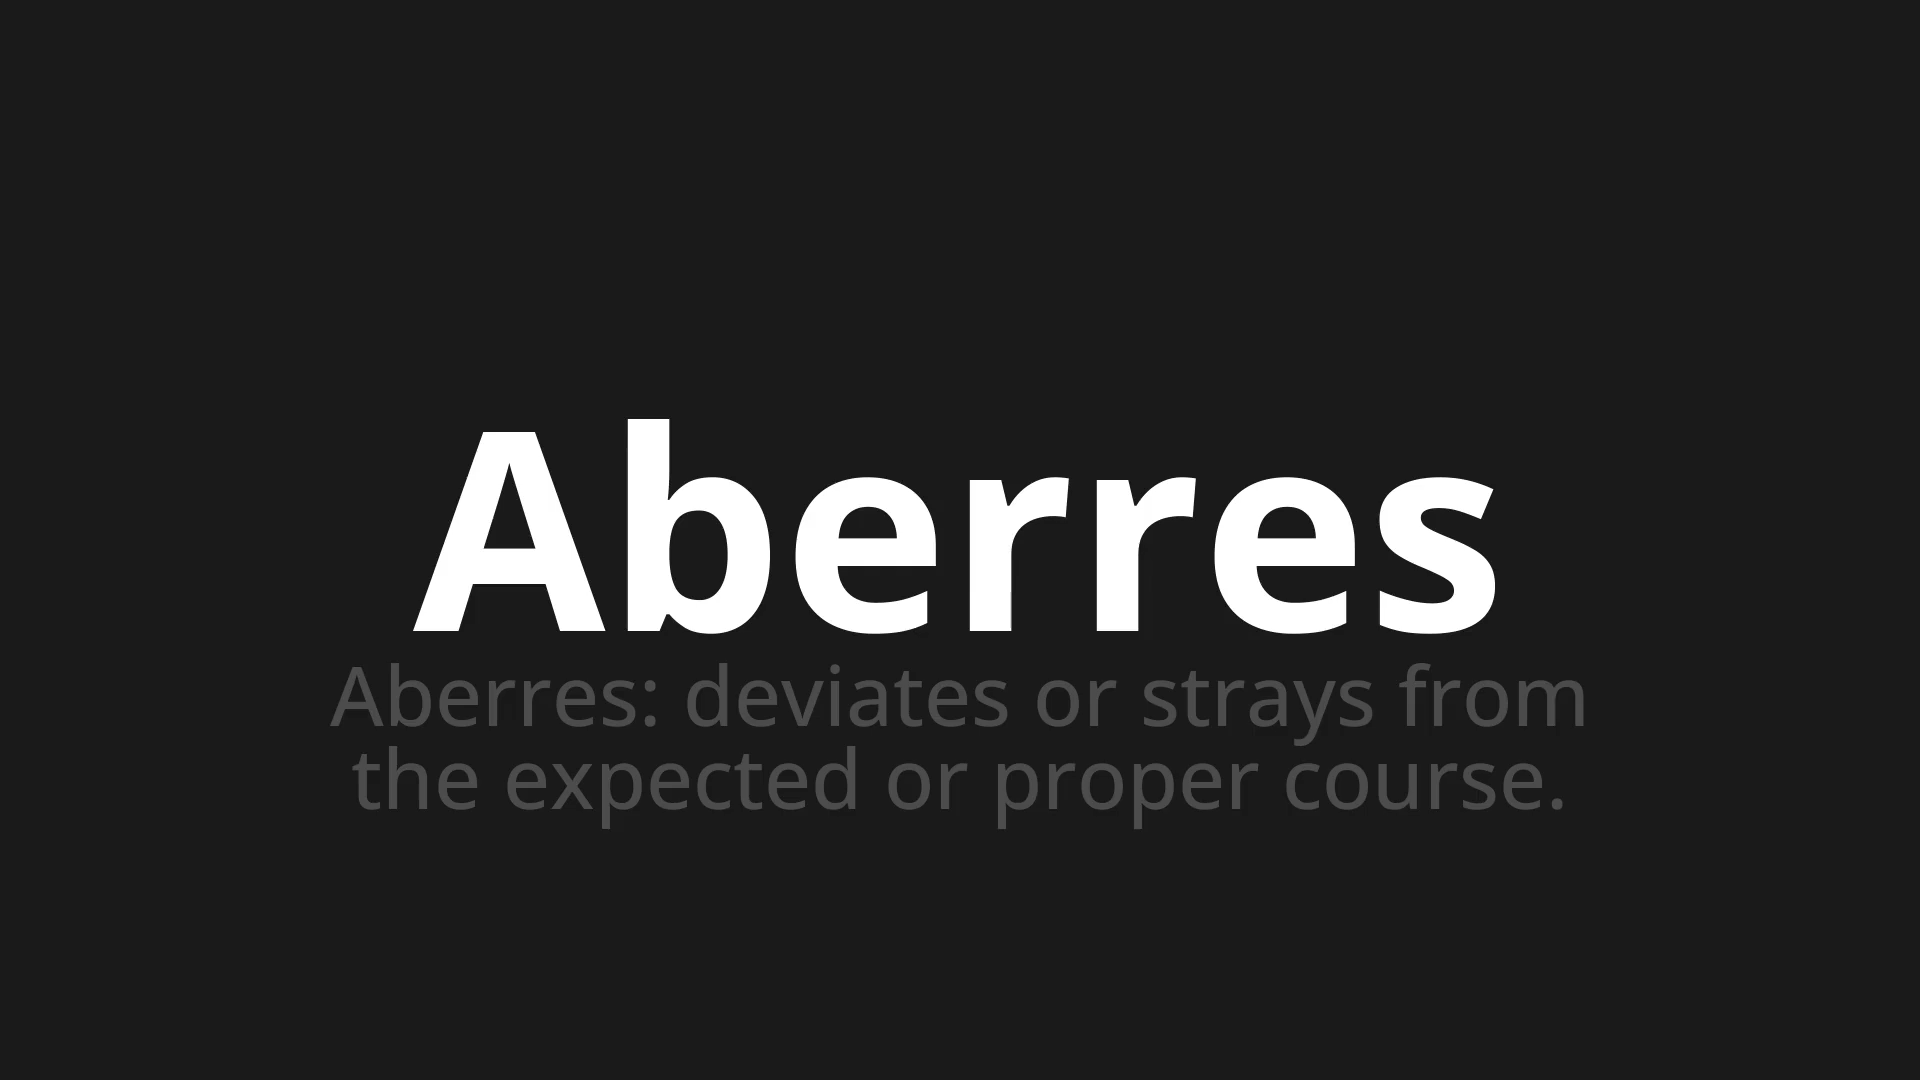 Aberres
Aberres: deviates or strays from
the expected or proper course.